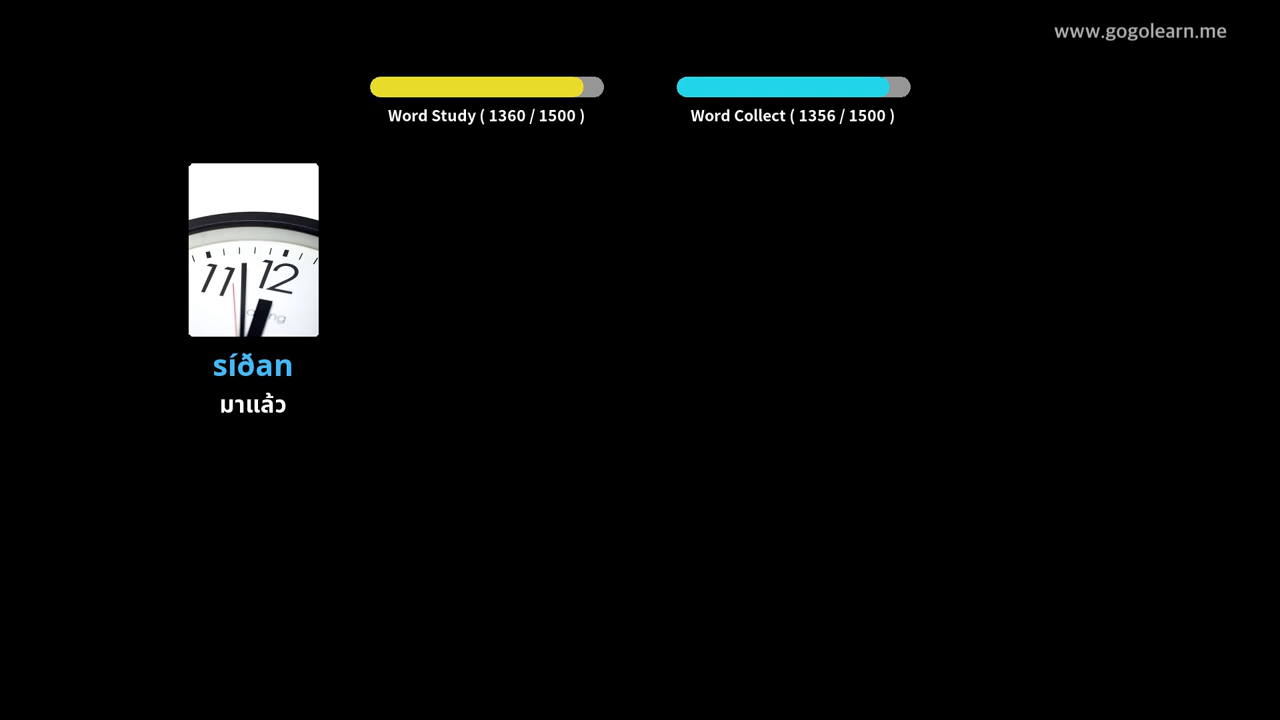 www.gogolearn.me
Word Study ( 1360 / 1500 )
Word Collect ( 1356 / 1500 )
11 12
síðan
มาแล้ว